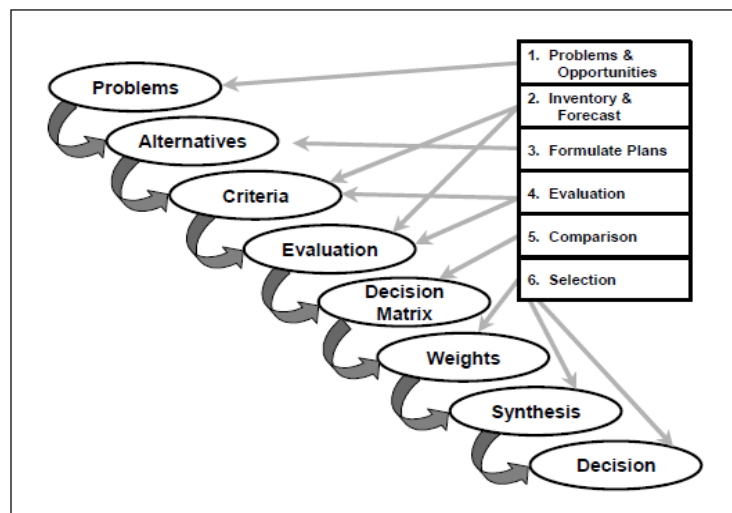 Problems
Alternatives
Criteria
Evaluation
Decision
Matrix
Weights
Synthesis
Decision
1. Problems &
Opportunities
2. Inventory &
Forecast
3. Formulate Plans
4. Evaluation
5. Comparison
6. Selection